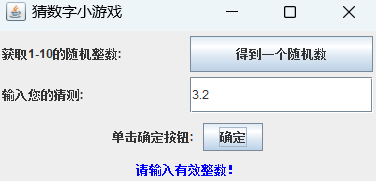 猜数字小游戏
获取1-10的随机整数: 得到一个随机数
输入您的猜测: 3.2
单击确定按钮: 确定
请输入有效整数!